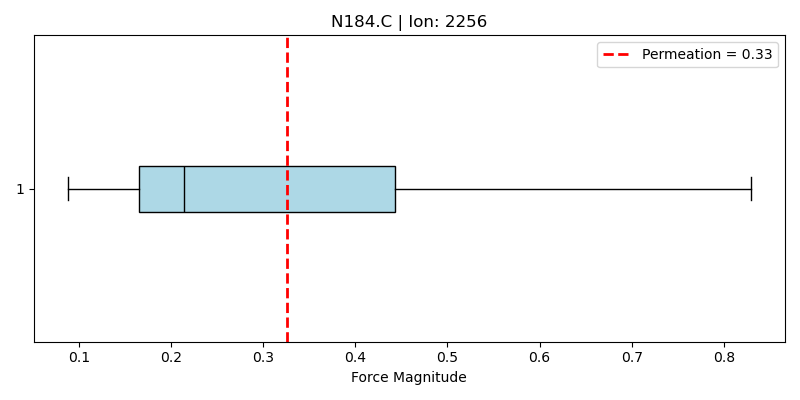 N184.C | Ion: 2256
Permeation = 0.33
1
0.1 0.2 0.3 0.4 0.5 0.6 0.7 0.8
Force Magnitude